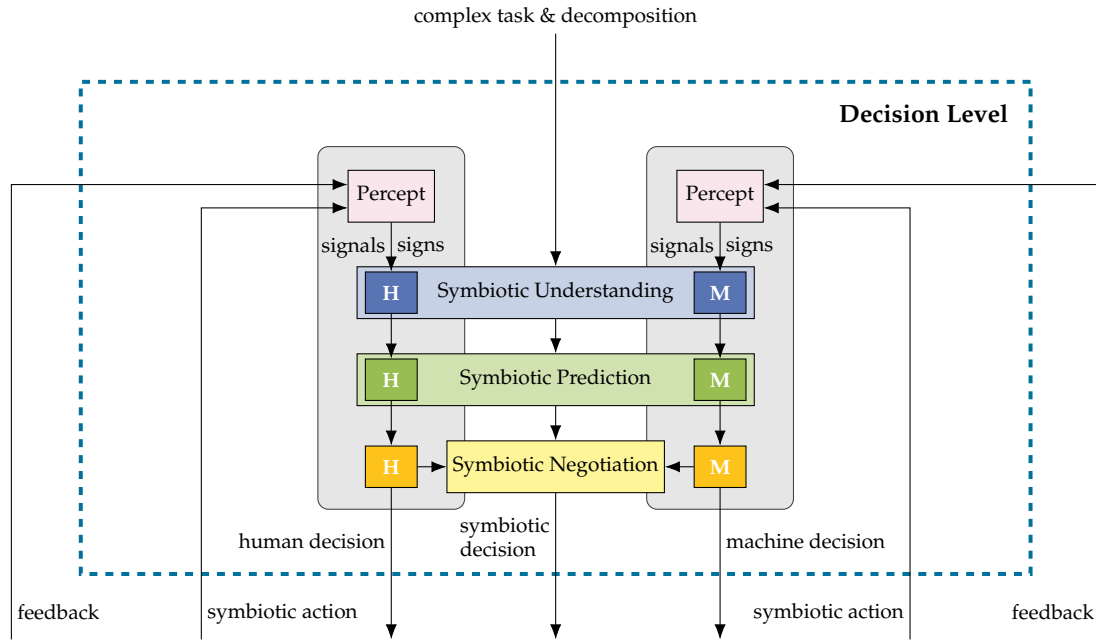 complex task & decomposition
Decision Level
Percept
Percept
signals signs
signals signs
H Symbiotic Understanding M
H Symbiotic Prediction M
H Symbiotic Negotiation M
human decision
symbiotic
decision
machine decision
feedback
symbiotic action
symbiotic action
feedback